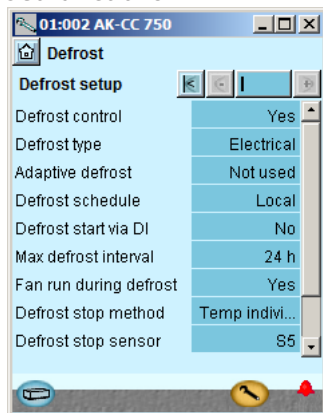 01:002 AK-CC 750
Defrost
Defrost setup
Defrost control Yes
Defrost type Electrical
Adaptive defrost Not used
Defrost schedule Local
Defrost start via DI No
Max defrost interval 24 h
Fan run during defrost Yes
Defrost stop method Temp indivi...
Defrost stop sensor S5